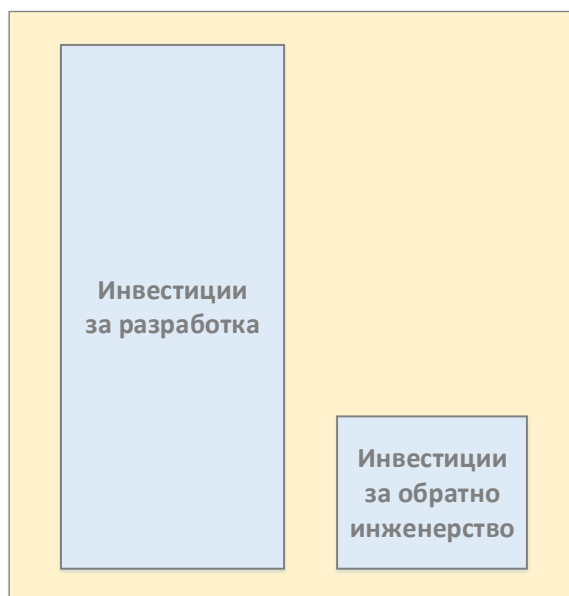 Инвестиции
за разработка
Инвестиции
за обратно
инженерство